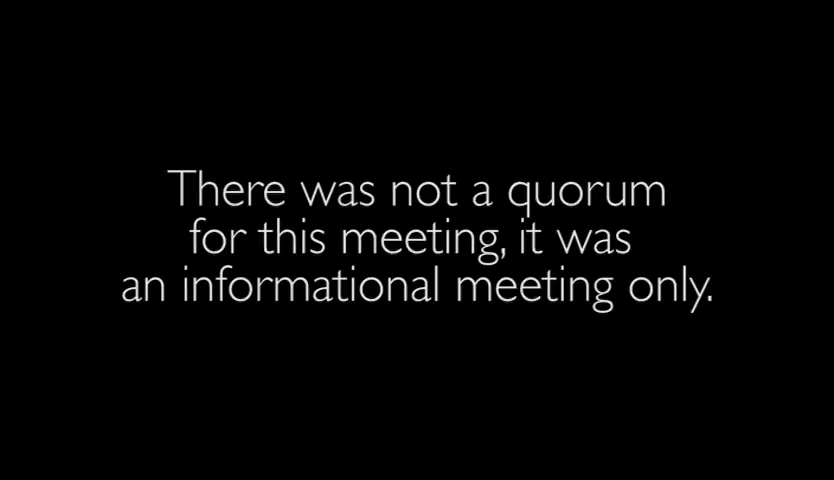 There was not a quorum
for this meeting, it was
an informational meeting only.